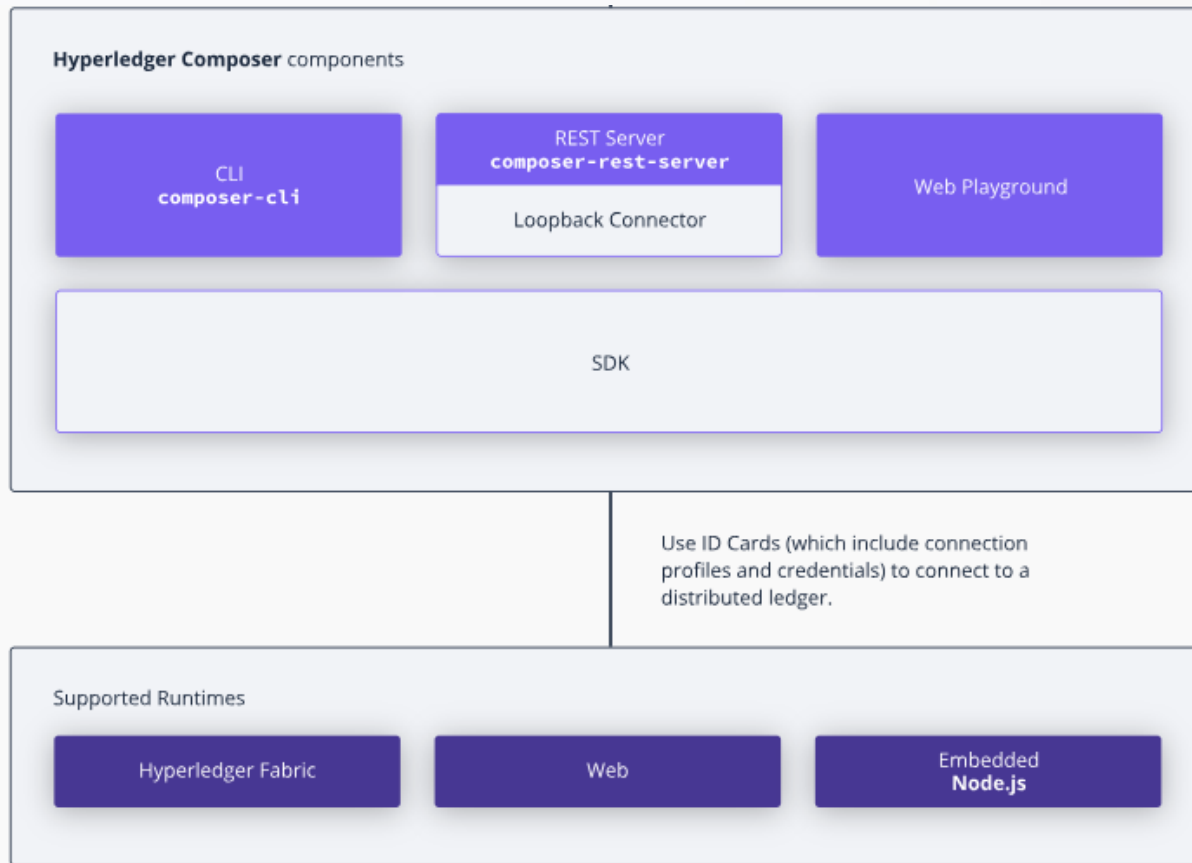 Hyperledger Composer components
CLI
composer-cli
REST Server
composer-rest-server
Loopback Connector
Web Playground
SDK
Use ID Cards (which include connection
profiles and credentials) to connect to a
distributed ledger.
Supported Runtimes
Hyperledger Fabric
Web
Embedded
Node.js